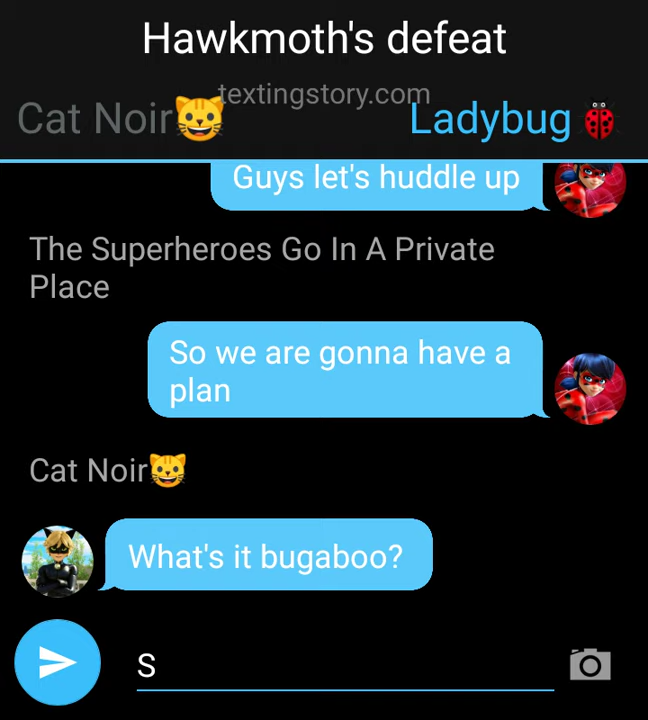 Hawkmoth's defeat
textingstory.com
Cat Noir😺 Ladybug🐞
Guys let's huddle up
The Superheroes Go In A Private
Place
So we are gonna have a
plan
Cat Noir😺
What's it bugaboo?
S